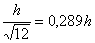 h/√12 = 0,289h